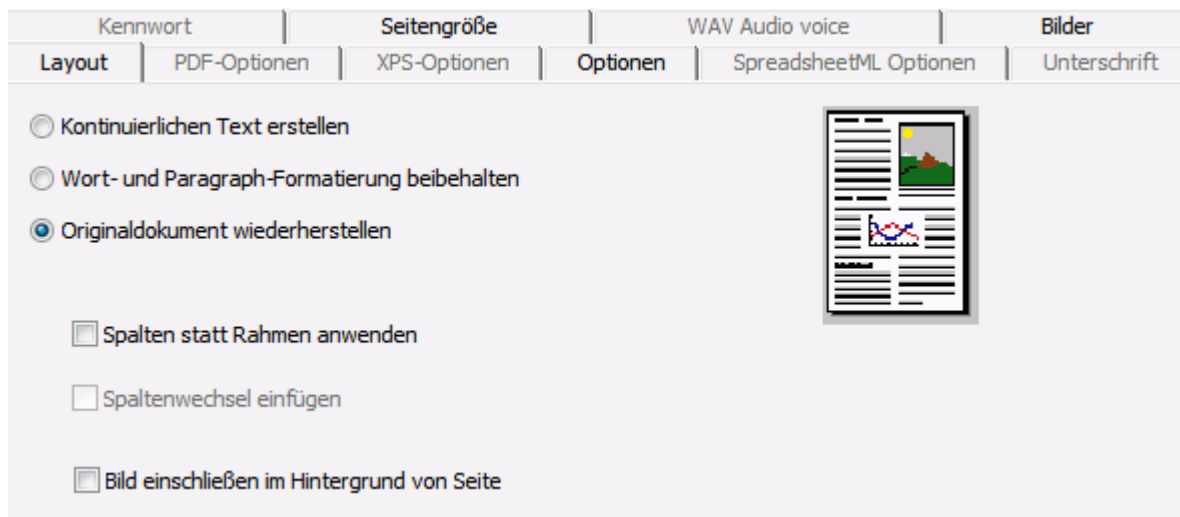 Kennwort Seitengröße WAV Audio voice Bilder
Layout PDF-Optionen XPS-Optionen Optionen SpreadsheetML Optionen Unterschrift
Kontinuierlichen Text erstellen
Wort- und Paragraph-Formatierung beibehalten
Originaldokument wiederherstellen
Spalten statt Rahmen anwenden
Spaltenwechsel einfügen
Bild einschließen im Hintergrund von Seite